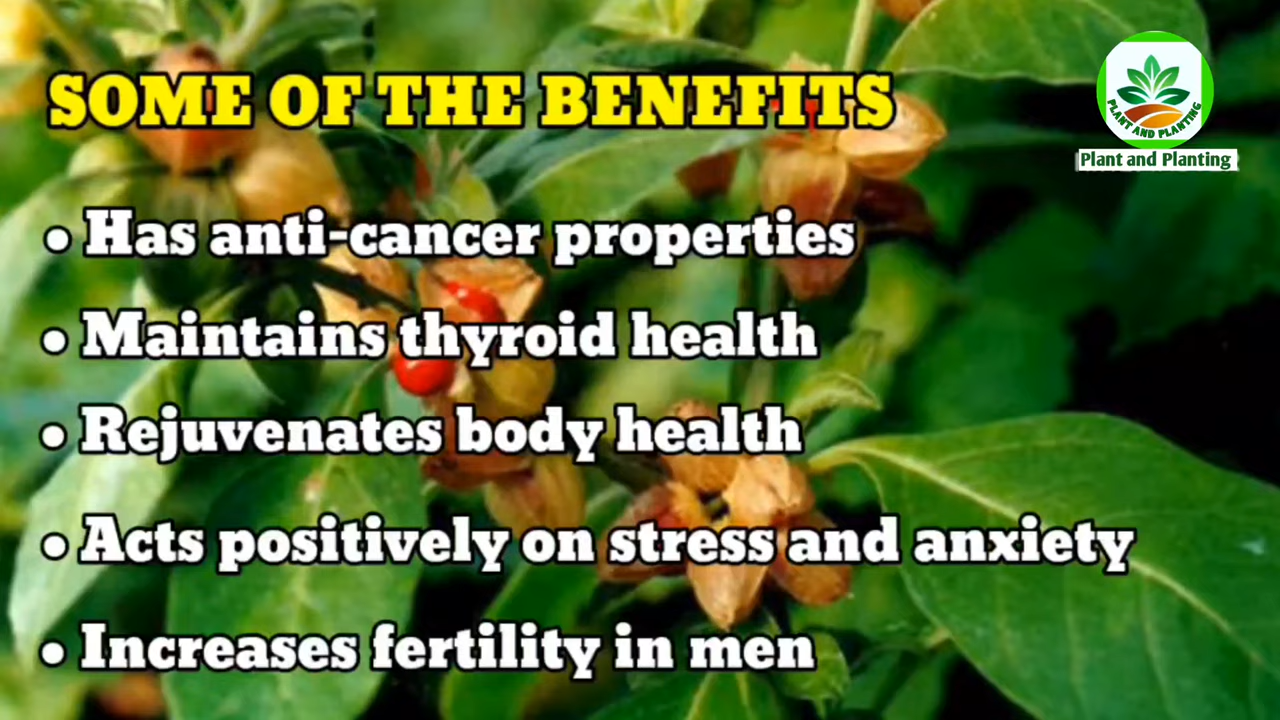 SOME OF THE BENEFITS
PLANT AND PLANTING
Plant and Planting
• Has anti-cancer properties
• Maintains thyroid health
• Rejuvenates body health
• Acts positively on stress and anxiety
• Increases fertility in men